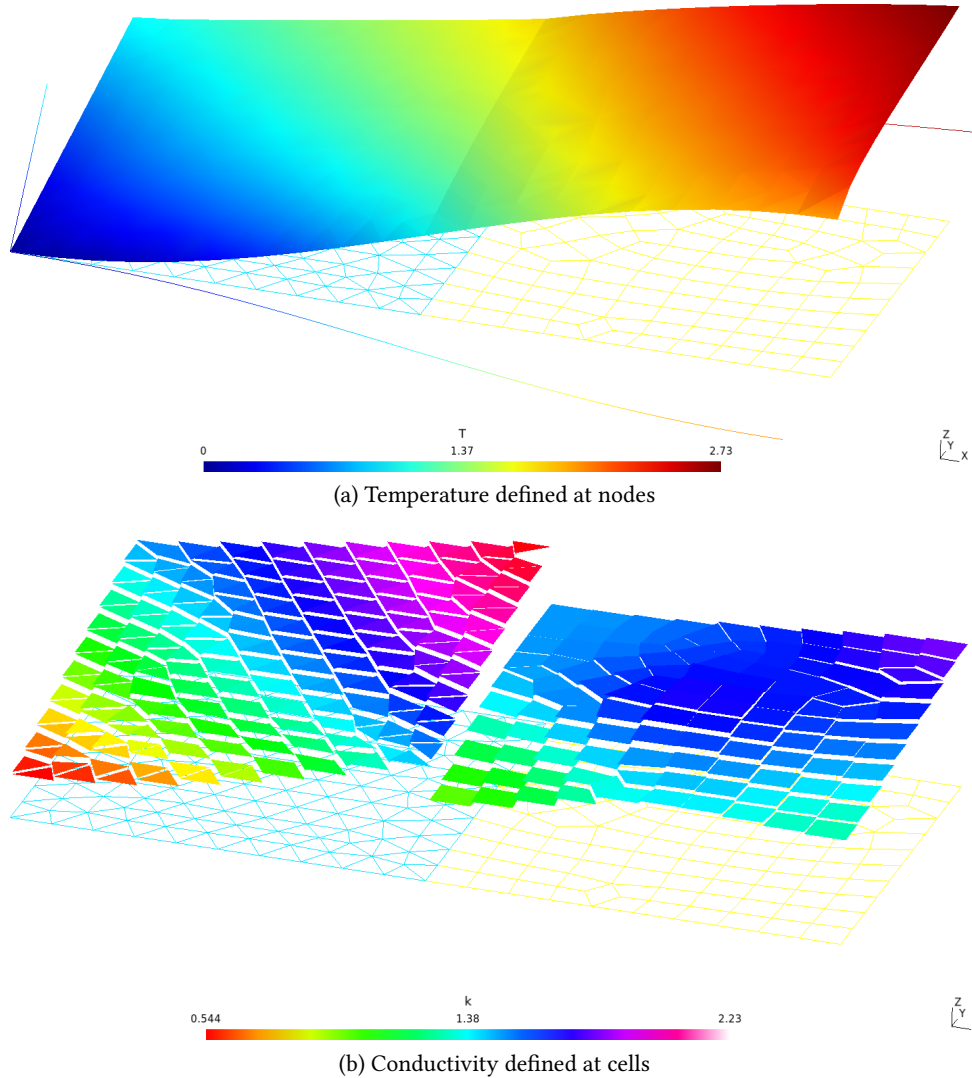 T
0 1.37 2.73
Z
Y
X
(a) Temperature defined at nodes
k
0.544 1.38 2.23
Z
Y
(b) Conductivity defined at cells